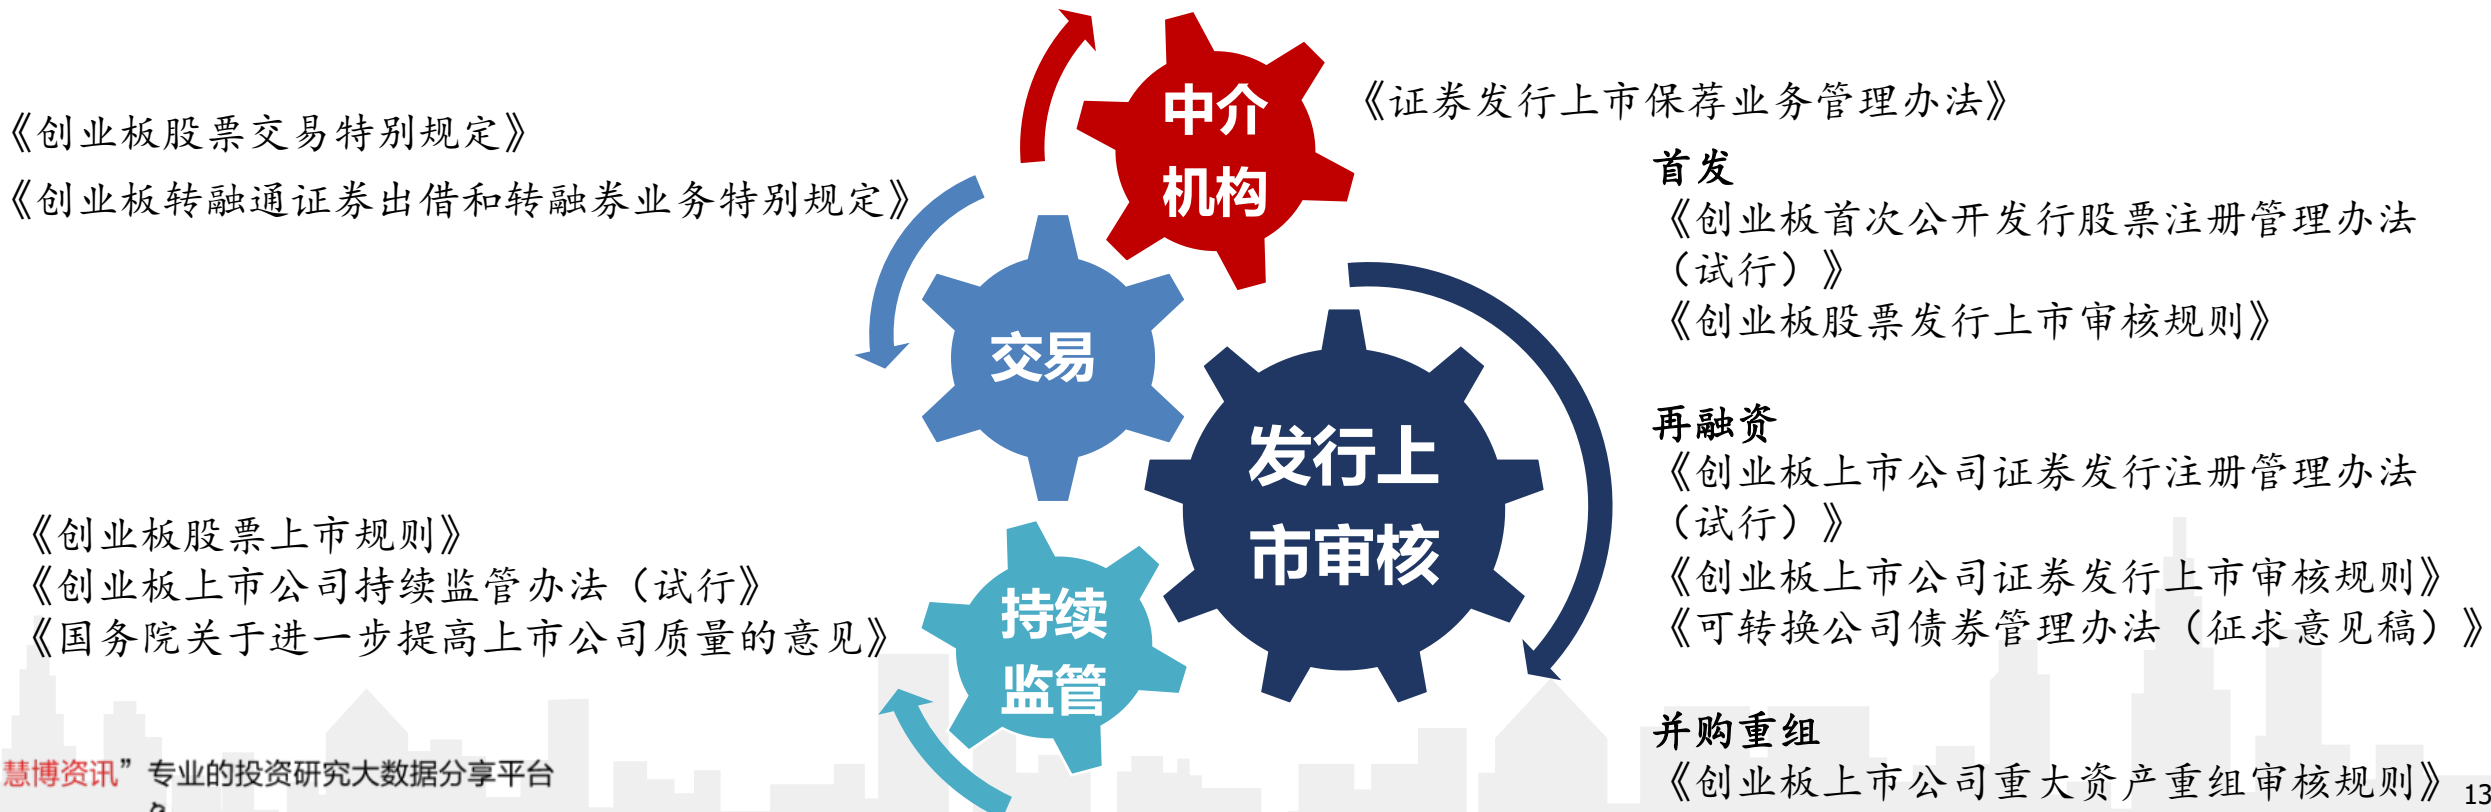 《创业板股票交易特别规定》
《创业板转融通证券出借和转融券业务特别规定》
中介
机构
《证券发行上市保荐业务管理办法》
首发
《创业板首次公开发行股票注册管理办法
（试行）》
《创业板股票发行上市审核规则》
交易
发行上
市审核
再融资
《创业板上市公司证券发行注册管理办法
（试行）》
《创业板上市公司证券发行上市审核规则》
《可转换公司债券管理办法（征求意见稿）》
《创业板股票上市规则》
《创业板上市公司持续监管办法（试行》
《国务院关于进一步提高上市公司质量的意见》
持续
监管
并购重组
《创业板上市公司重大资产重组审核规则》
慧博资讯”专业的投资研究大数据分享平台
13